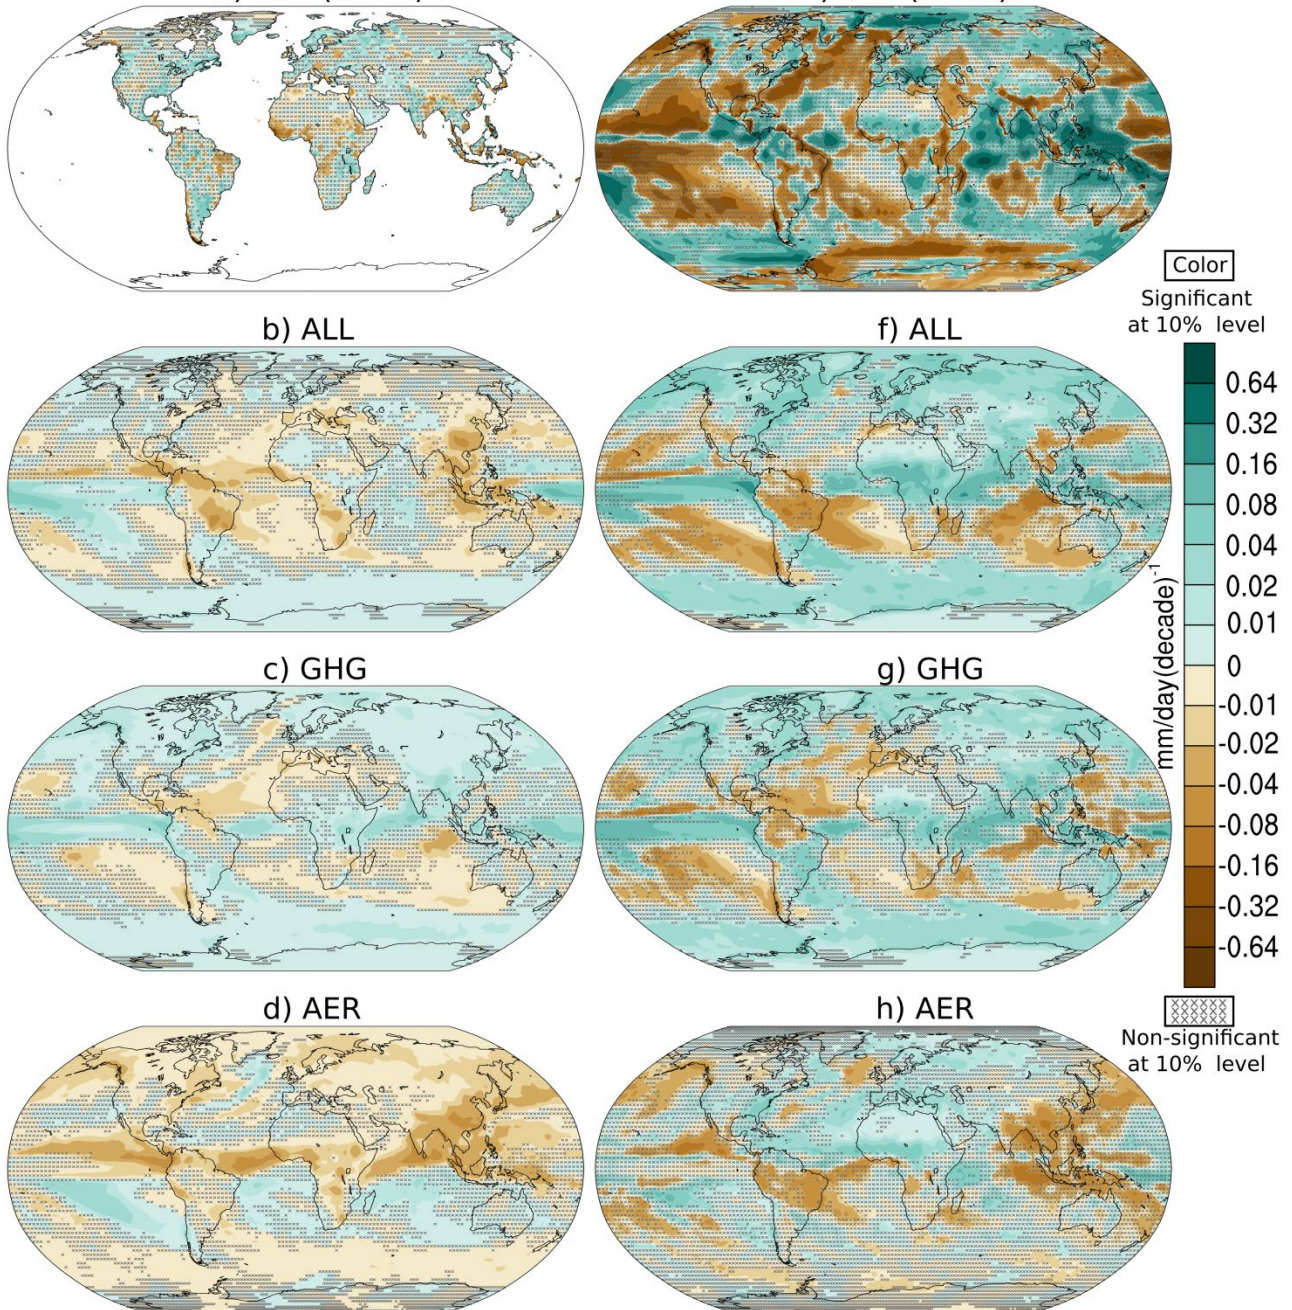 b) ALL
f) ALL
c) GHG
g) GHG
d) AER
h) AER
Color
Significant
at 10% level
0.64
0.32
0.16
0.08
0.04
0.02
0.01
0
-0.01
-0.02
-0.04
-0.08
-0.16
-0.32
-0.64
mm/day(decade)⁻¹
XXXXXX
XXXXXX
Non-significant
at 10% level